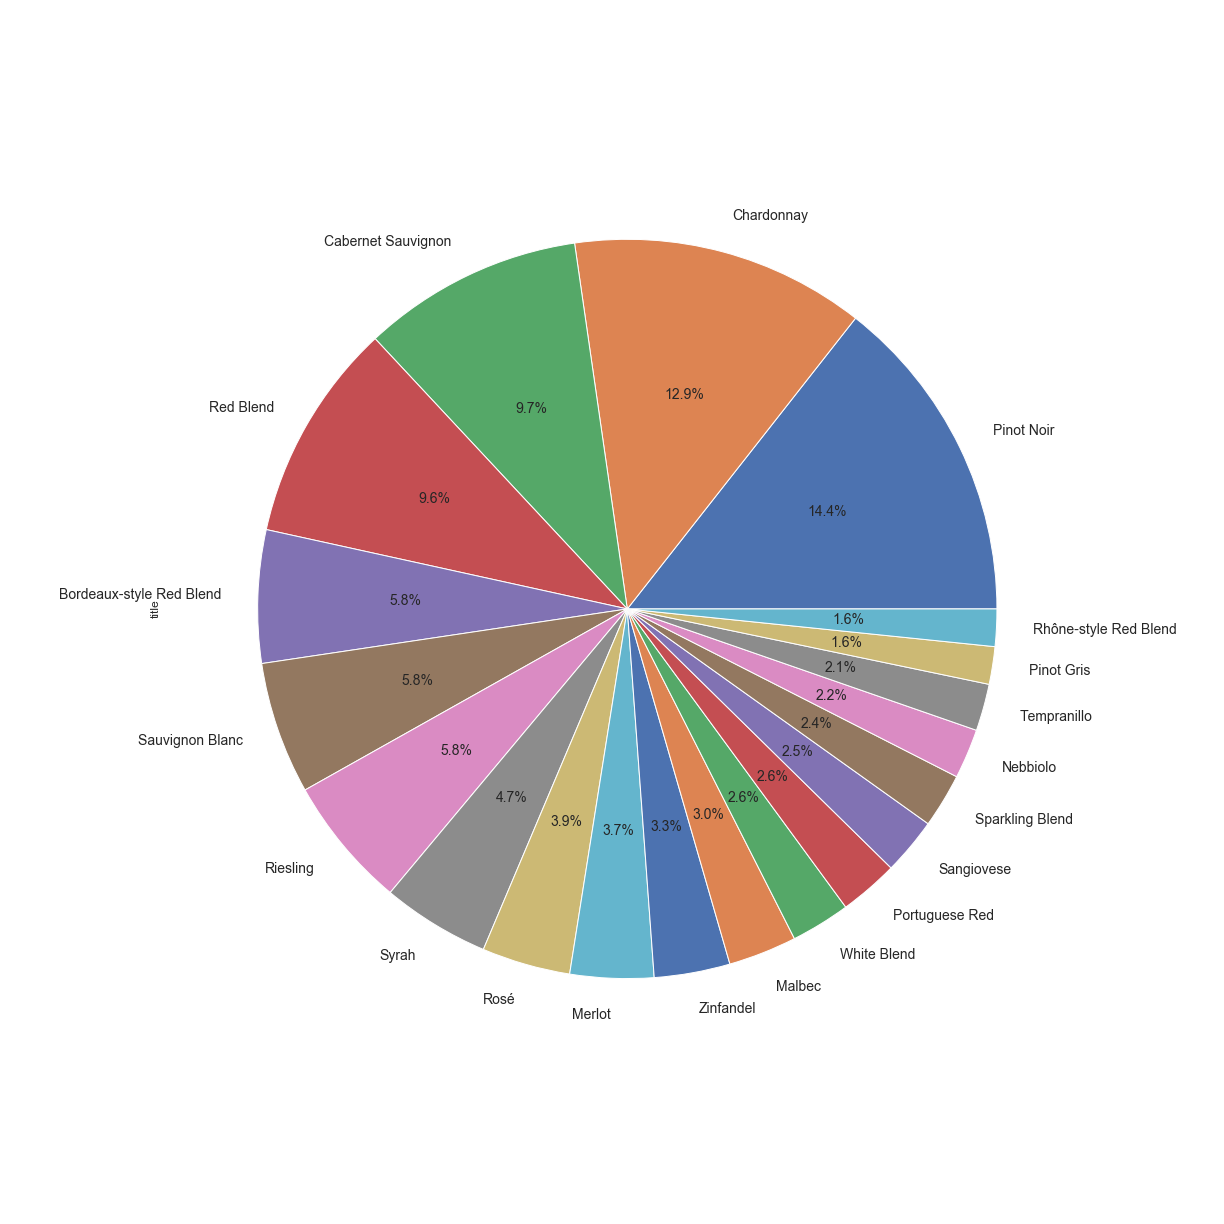 Chardonnay
Cabernet Sauvignon
12.9%
9.7%
Red Blend
Pinot Noir
9.6%
14.4%
Bordeaux-style Red Blend
title
5.8%
1.6%
Rhône-style Red Blend
1.6%
Pinot Gris
2.1%
5.8%
2.2%
Tempranillo
2.4%
Sauvignon Blanc
5.8%
2.5%
Nebbiolo
2.6%
4.7%
2.6%
3.9%
3.0%
Sparkling Blend
3.7%
3.3%
Riesling
Sangiovese
Portuguese Red
Syrah
White Blend
Malbec
Rosé
Zinfandel
Merlot